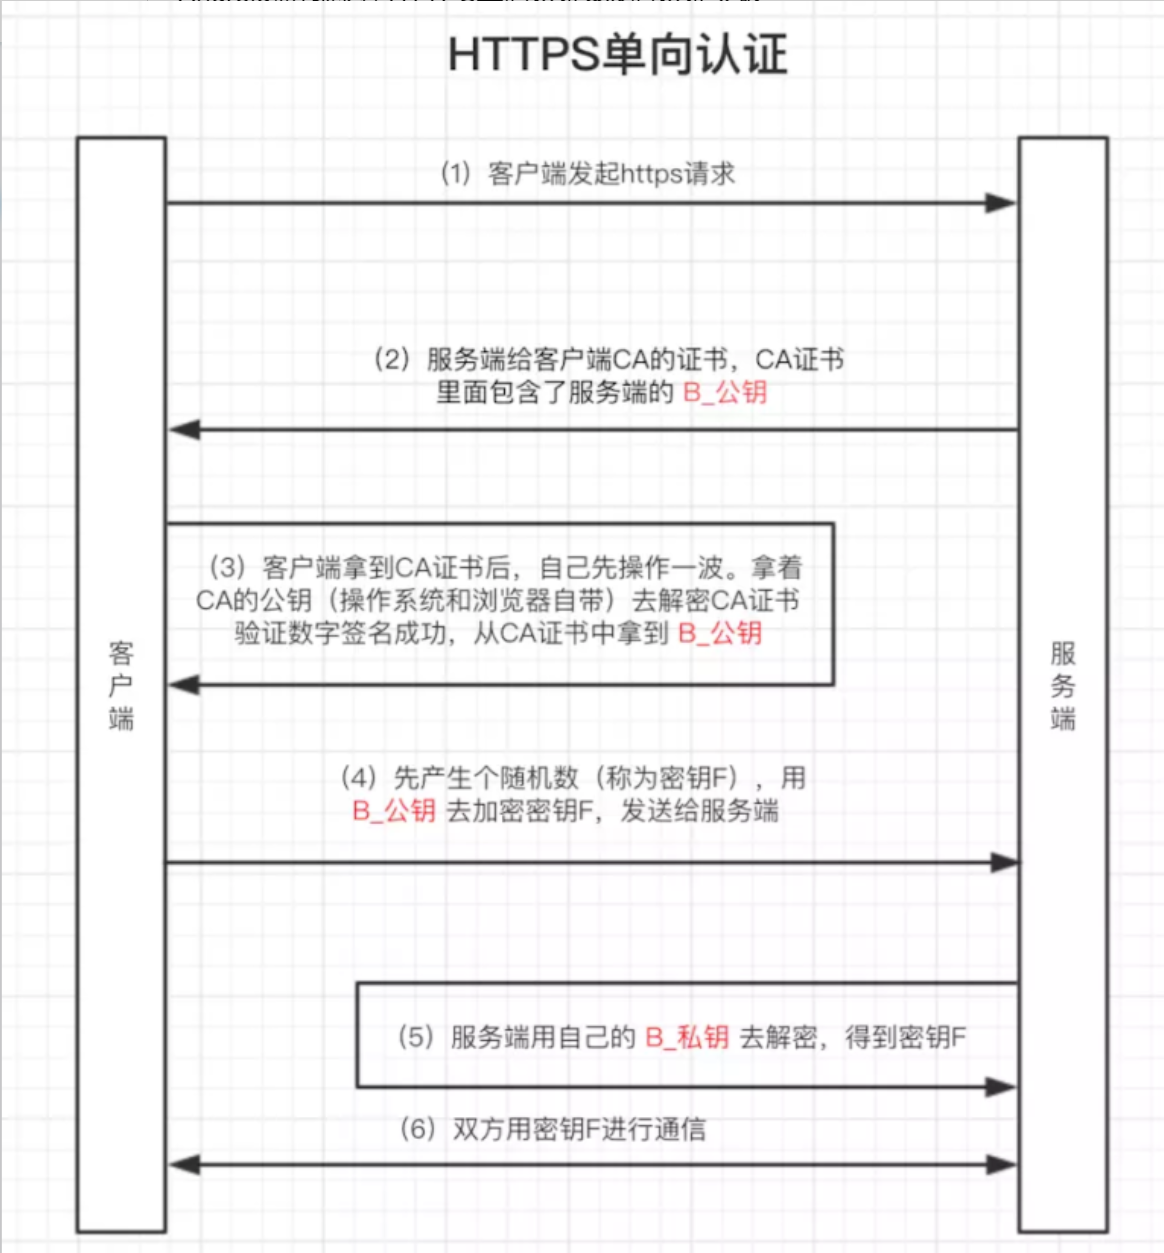 HTTPS单向认证
（1）客户端发起https请求
（2）服务端给客户端CA的证书，CA证书
里面包含了服务端的 B_公钥
（3）客户端拿到CA证书后，自己先操作一波。拿着
CA的公钥（操作系统和浏览器自带）去解密CA证书
验证数字签名成功，从CA证书中拿到 B_公钥
客户端
服务端
（4）先产生个随机数（称为密钥F），用
B_公钥 去加密密钥F，发送给服务端
（5）服务端用自己的 B_私钥 去解密，得到密钥F
（6）双方用密钥F进行通信